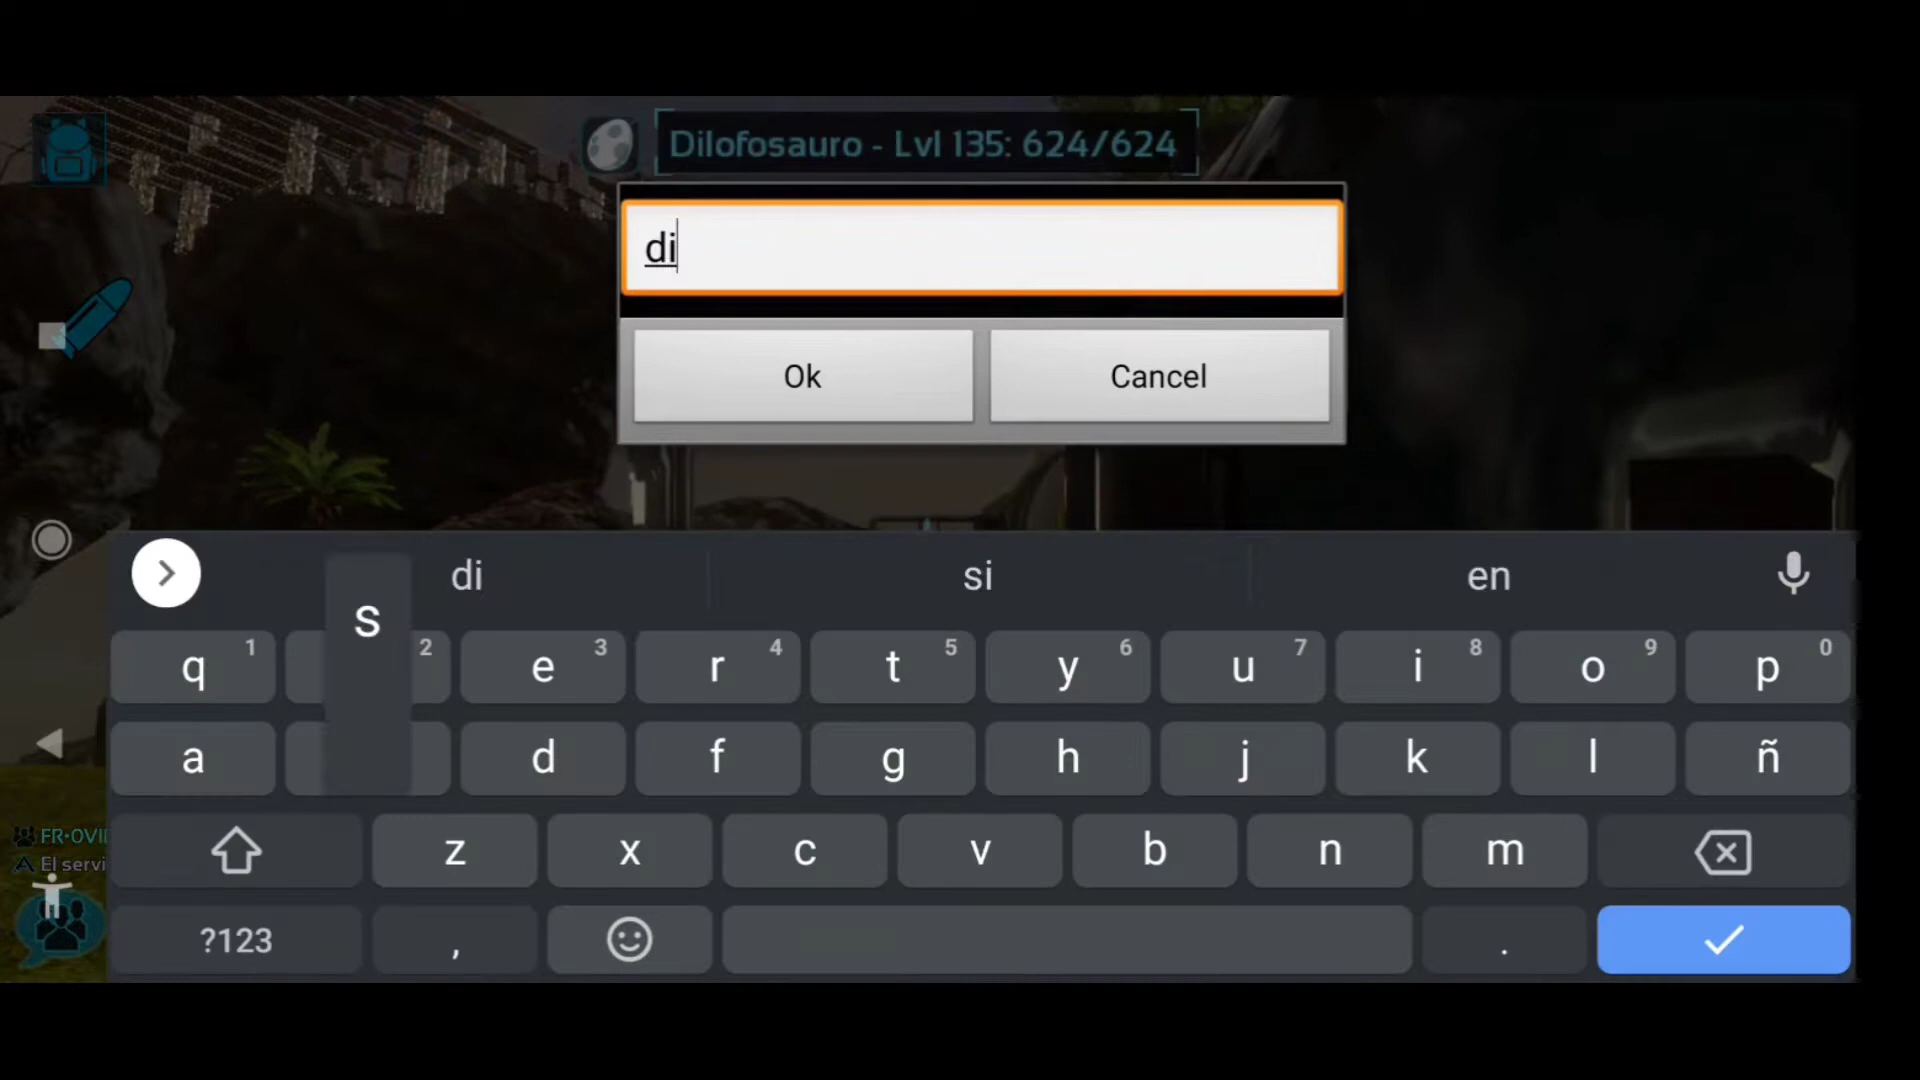 Dilofosauro - Lvl 135: 624/624
di
Ok Cancel
di si en
s
q 1 2 e 3 r 4 t 5 y 6 u 7 i 8 o 9 p 0
a d f g h j k l ñ
FR•OVI
El servi
z x c v b n m
?123 , .